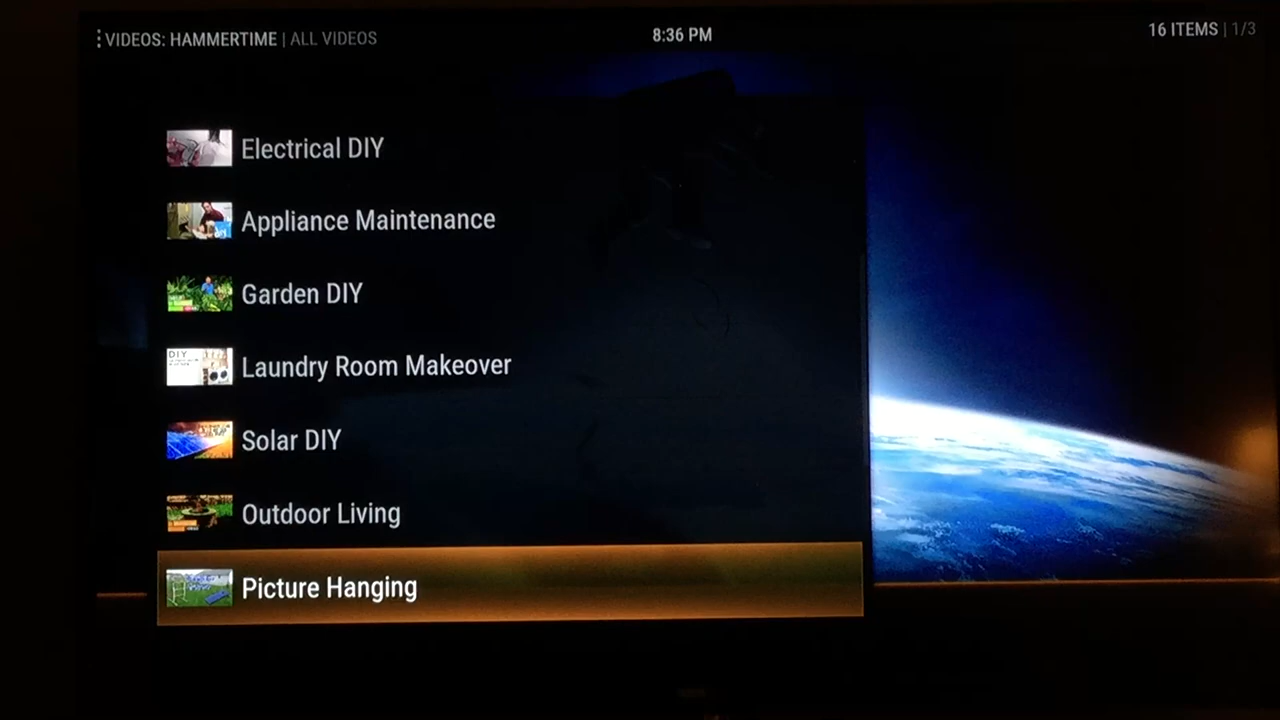 VIDEOS: HAMMERTIME | ALL VIDEOS
8:36 PM
16 ITEMS | 1/3
Electrical DIY
Appliance Maintenance
Garden DIY
Laundry Room Makeover
DIY
Solar DIY
Outdoor Living
Picture Hanging